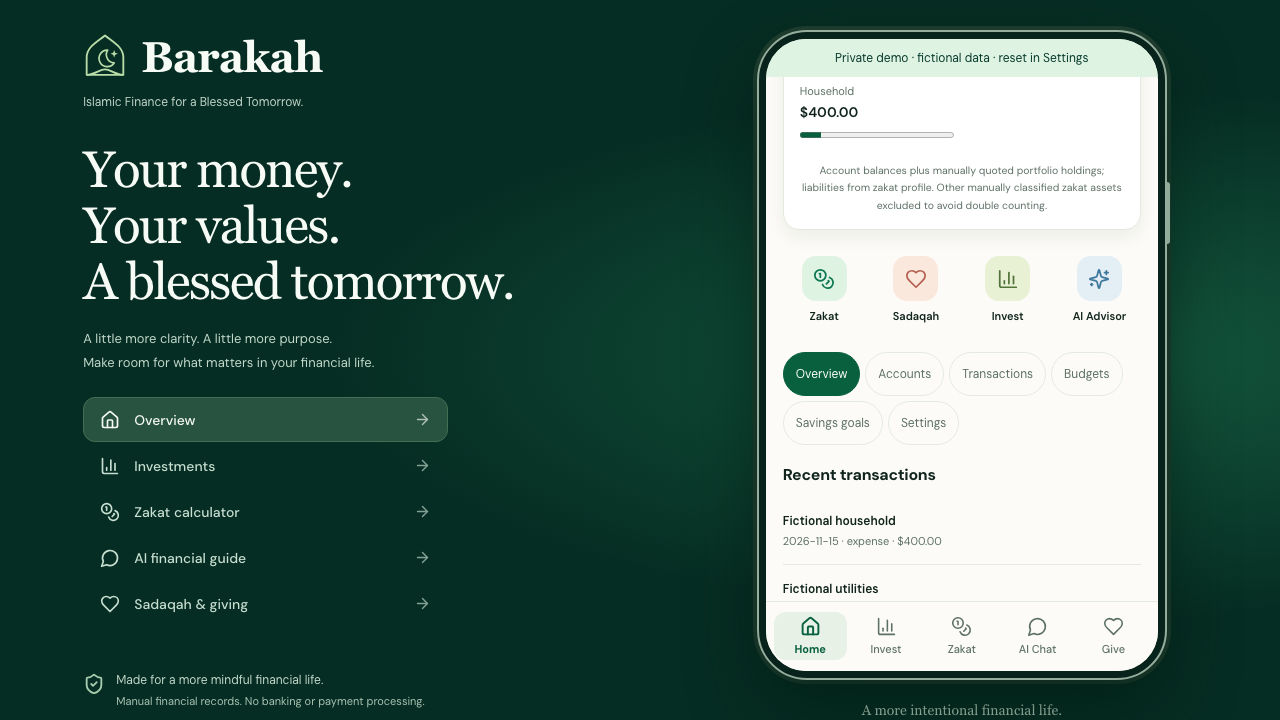 Barakah
Islamic Finance for a Blessed Tomorrow.
Your money.
Your values.
A blessed tomorrow.
A little more clarity. A little more purpose.
Make room for what matters in your financial life.
Overview
Investments
Zakat calculator
AI financial guide
Sadaqah & giving
Made for a more mindful financial life.
Manual financial records. No banking or payment processing.
Private demo · fictional data · reset in Settings
Household
$400.00
Account balances plus manually quoted portfolio holdings;
liabilities from zakat profile. Other manually classified zakat assets
excluded to avoid double counting.
Zakat
Sadaqah
Invest
AI Advisor
Overview
Accounts
Transactions
Budgets
Savings goals
Settings
Recent transactions
Fictional household
2026-11-15 · expense · $400.00
Fictional utilities
Home
Invest
Zakat
AI Chat
Give
A more intentional financial life.